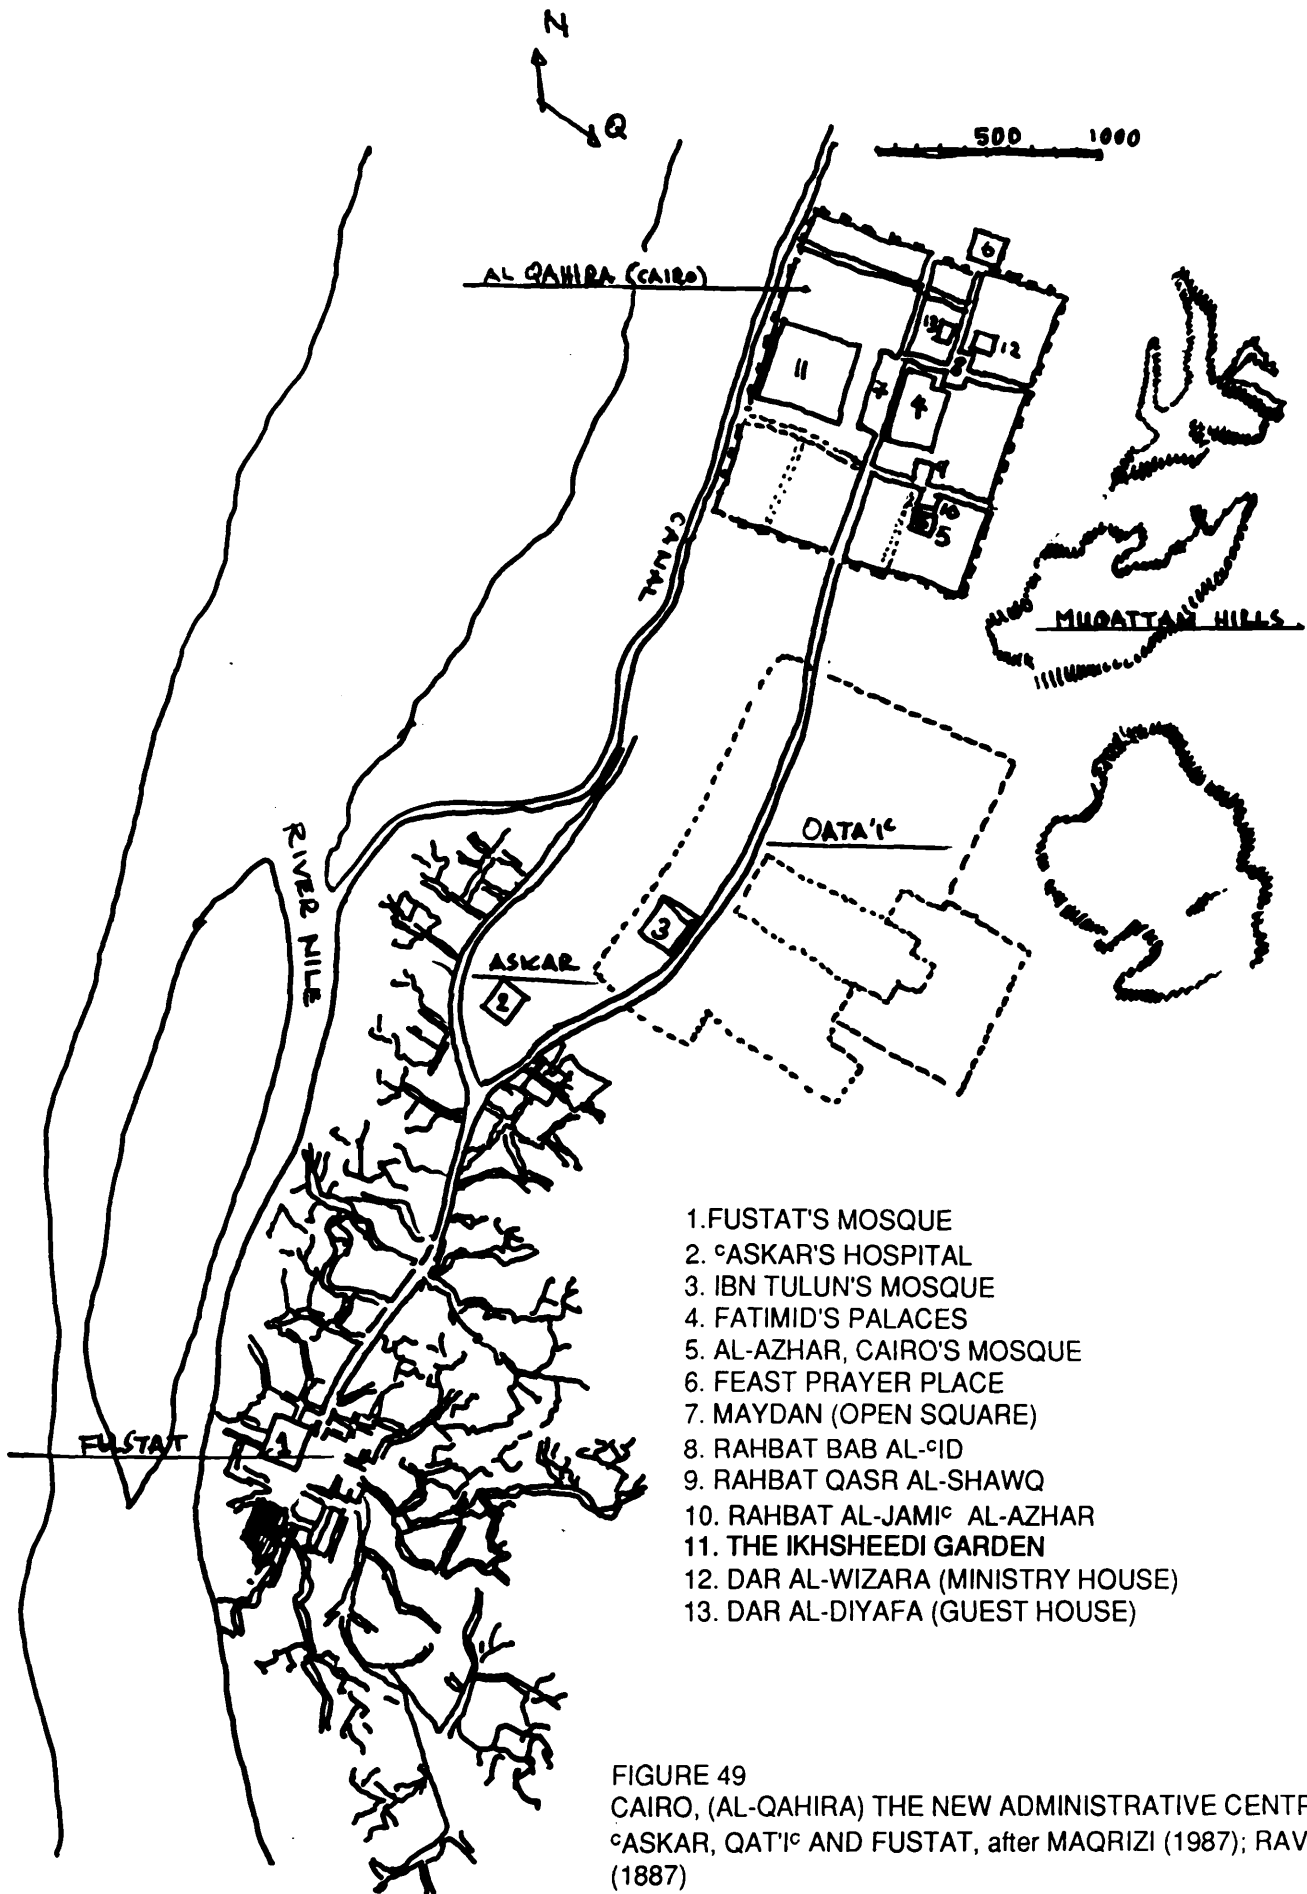 N
Q
500 1000
AL QAHIRA (CAIRO)
6
13
12
8
11
7
4
9
10
5
CANAL
MUQATTAM HILLS
QATA'Iᶜ
RIVER NILE
3
ASKAR
2
FUSTAT
1
1.FUSTAT'S MOSQUE
2. ᶜASKAR'S HOSPITAL
3. IBN TULUN'S MOSQUE
4. FATIMID'S PALACES
5. AL-AZHAR, CAIRO'S MOSQUE
6. FEAST PRAYER PLACE
7. MAYDAN (OPEN SQUARE)
8. RAHBAT BAB AL-ᶜID
9. RAHBAT QASR AL-SHAWQ
10. RAHBAT AL-JAMIᶜ AL-AZHAR
11. THE IKHSHEEDI GARDEN
12. DAR AL-WIZARA (MINISTRY HOUSE)
13. DAR AL-DIYAFA (GUEST HOUSE)
FIGURE 49
CAIRO, (AL-QAHIRA) THE NEW ADMINISTRATIVE
ᶜASKAR, QAT'Iᶜ AND FUSTAT, after MAQRIZI (1987);
(1887)